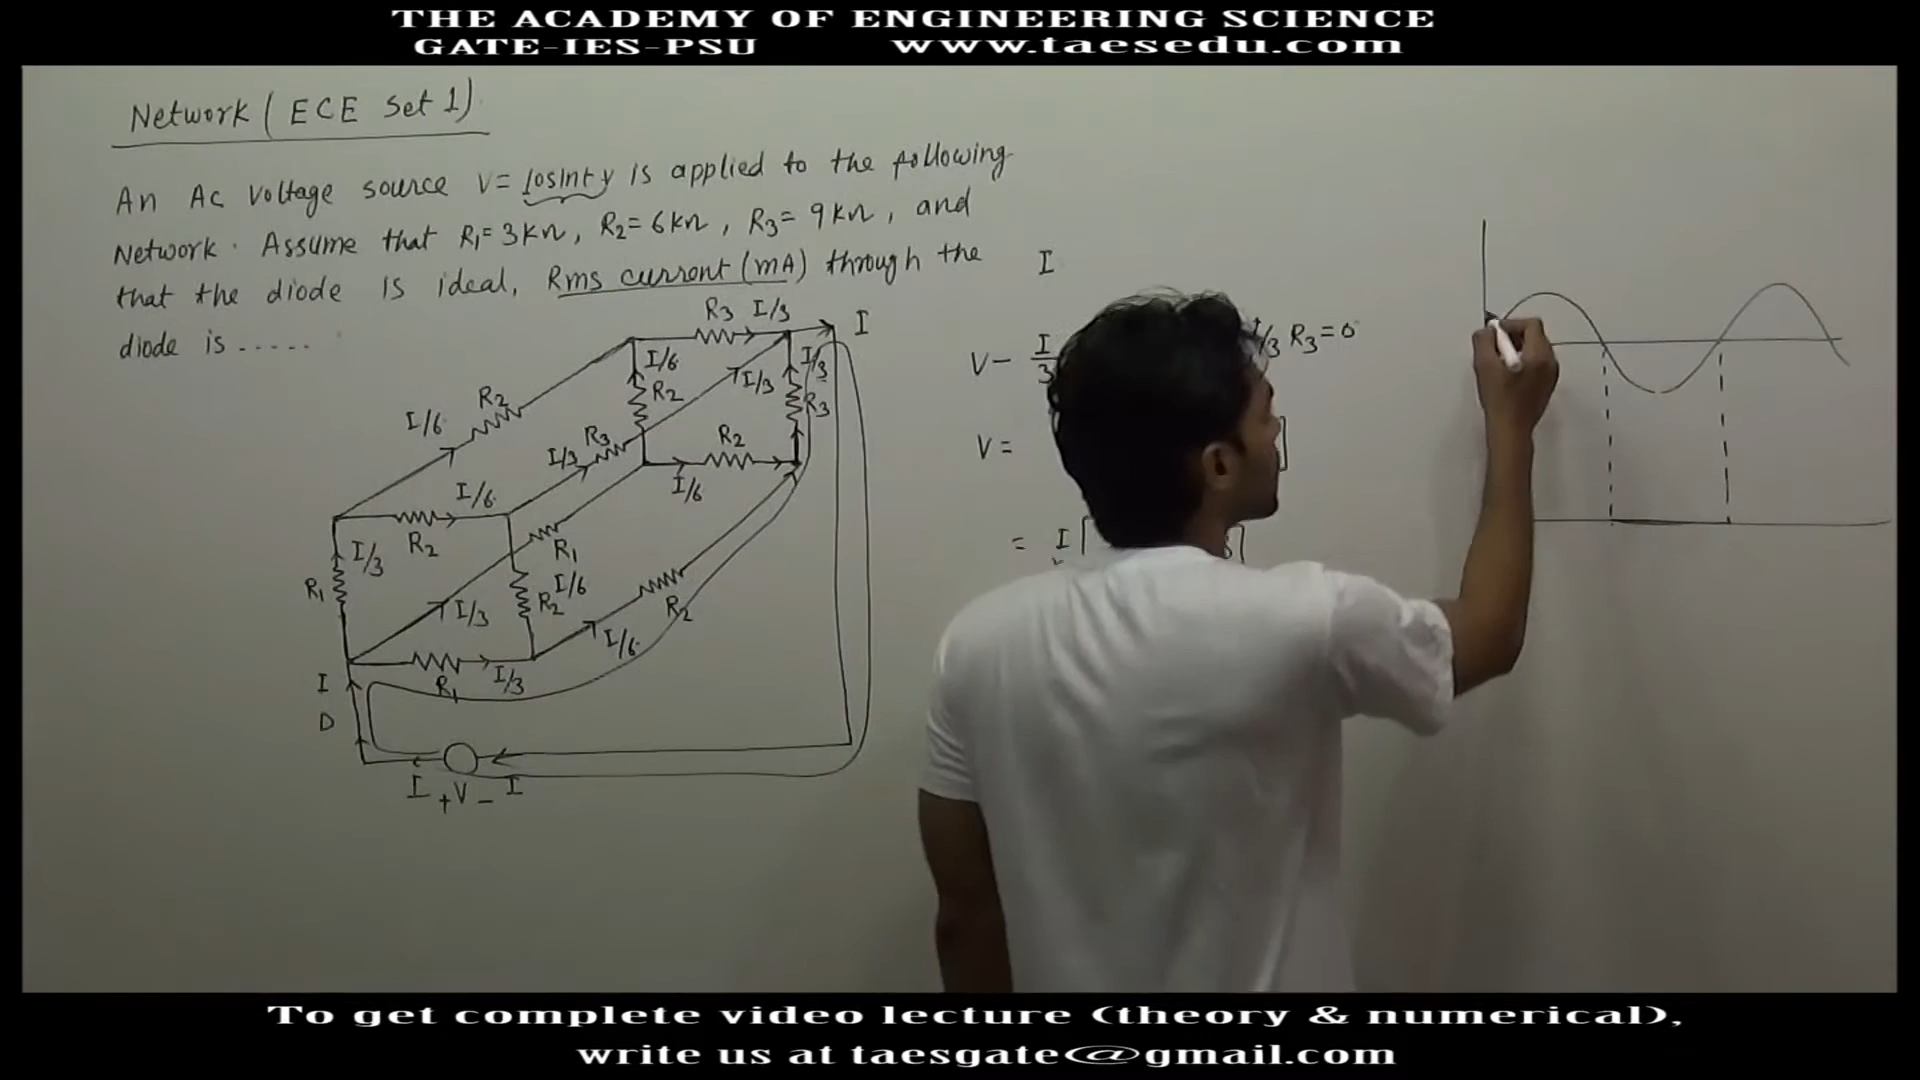 THE ACADEMY OF ENGINEERING SCIENCE
GATE-IES-PSU www.taesedu.com
Network (ECE Set 1)
An Ac Voltage source V= 10sint V is applied to the following
Network. Assume that R1=3kΩ, R2=6kΩ, R3=9kΩ, and
that the diode is ideal, Rms current (mA) through the
diode is .....
R3 I/3 I
I/6 I/3
R2 R2 I/3 R3
I/6 R3 R2
I/3
I/6 I/6
R2 R1
I/3
R1 R2 I/6 R2
I/3
I/6
I R1 I/3
D
I +V- I
I
V- I/3 I/3 R3=0
V=
= I
To get complete video lecture (theory & numerical),
write us at taesgate@gmail.com